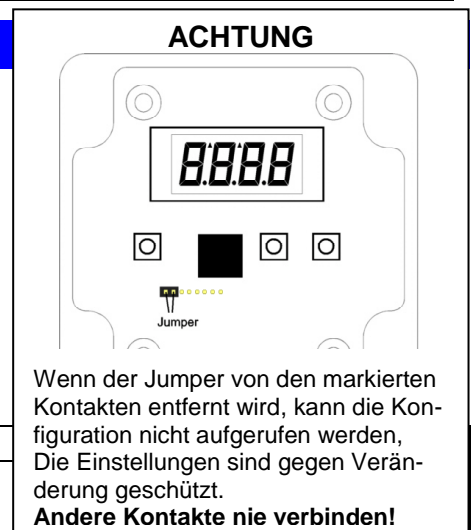 ACHTUNG
8.8.8.8
Jumper
Wenn der Jumper von den markierten
Kontakten entfernt wird, kann die Kon-
figuration nicht aufgerufen werden,
Die Einstellungen sind gegen Verän-
derung geschützt.
Andere Kontakte nie verbinden!